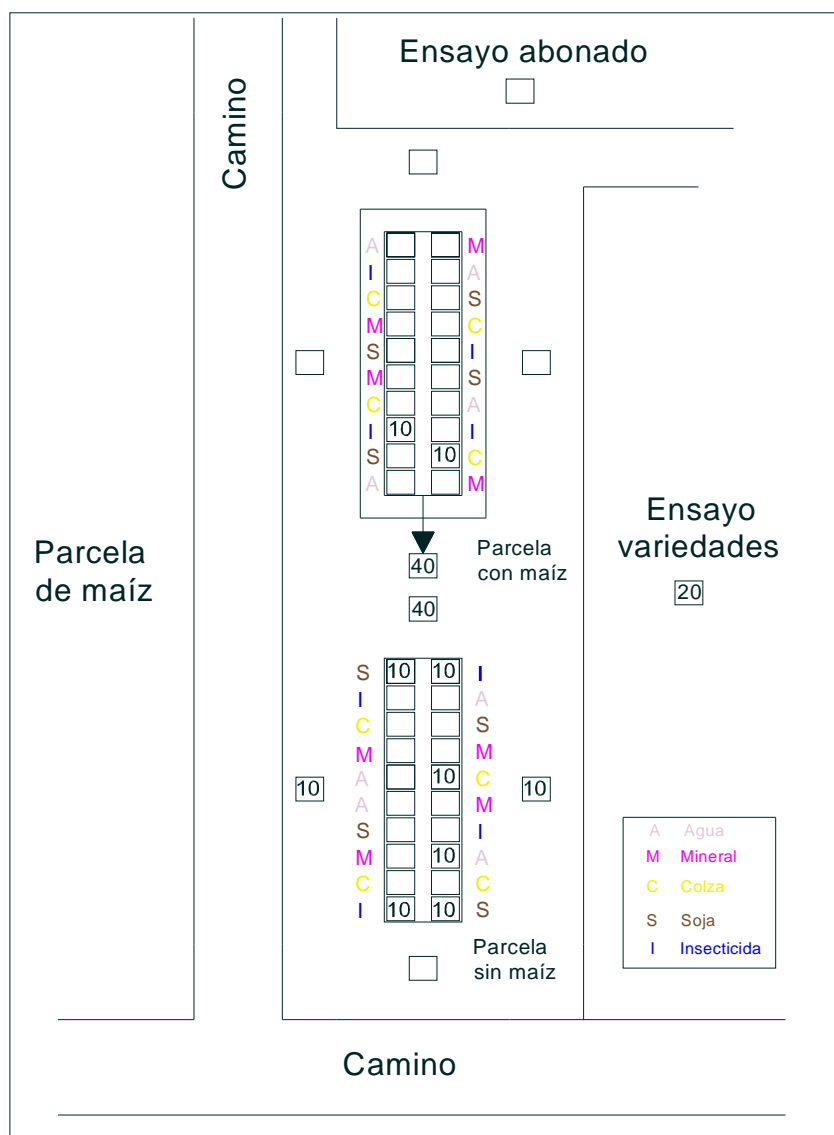 Ensayo abonado
Camino
A M
I A
C S
M C
S I
M S
C A
I 10 I
S 10 C
A M
Parcela
con maíz
40
40
Ensayo
variedades
20
Parcela
de maíz
S 10 10 I
I A
C S
M M
A 10 C
A M
S I
M 10 A
C C
I 10 10 S
10
10
A Agua
M Mineral
C Colza
S Soja
I Insecticida
Parcela
sin maíz
Camino